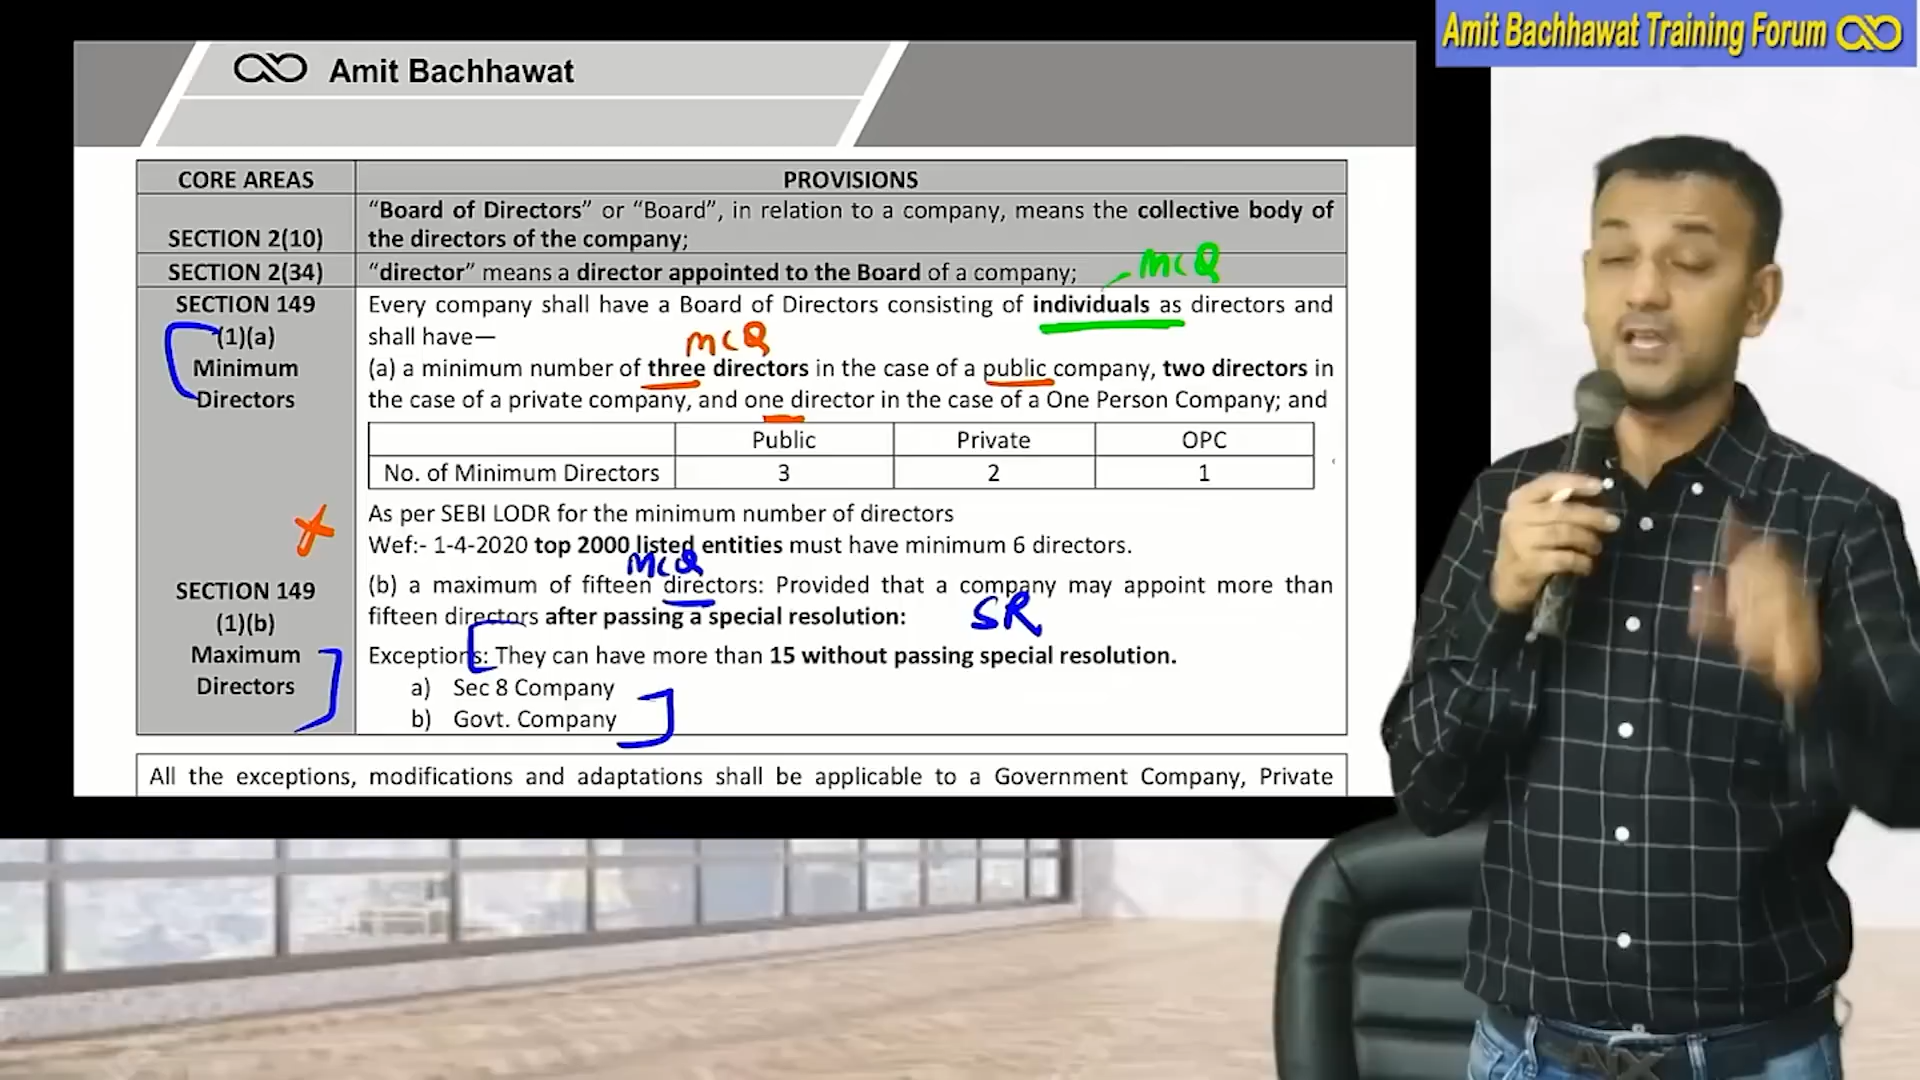 Amit Bachhawat Training Forum
Amit Bachhawat
CORE AREAS PROVISIONS
SECTION 2(10) “Board of Directors” or “Board”, in relation to a company, means the collective body of
the directors of the company;
SECTION 2(34) “director” means a director appointed to the Board of a company;
MCQ
SECTION 149 Every company shall have a Board of Directors consisting of individuals as directors and
(1)(a) shall have—
MCQ
Minimum (a) a minimum number of three directors in the case of a public company, two directors in
Directors the case of a private company, and one director in the case of a One Person Company; and
Public Private OPC
No. of Minimum Directors 3 2 1
As per SEBI LODR for the minimum number of directors
Wef:- 1-4-2020 top 2000 listed entities must have minimum 6 directors.
MCQ
SECTION 149 (b) a maximum of fifteen directors: Provided that a company may appoint more than
(1)(b) fifteen directors after passing a special resolution:
SR
Maximum Exceptions: They can have more than 15 without passing special resolution.
Directors a) Sec 8 Company
b) Govt. Company
All the exceptions, modifications and adaptations shall be applicable to a Government Company, Private